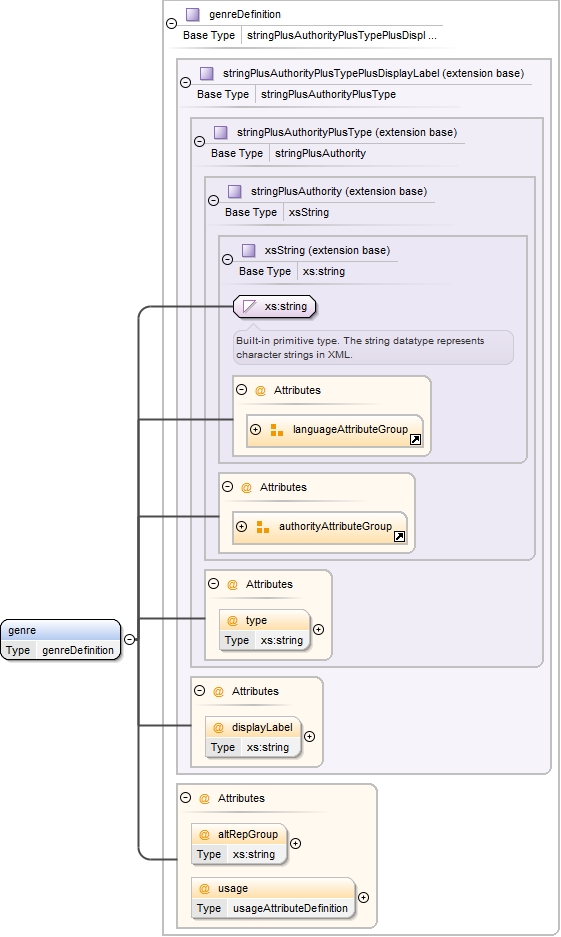 genreDefinition
Base Type stringPlusAuthorityPlusTypePlusDispl ...
stringPlusAuthorityPlusTypePlusDisplayLabel (extension base)
Base Type stringPlusAuthorityPlusType
stringPlusAuthorityPlusType (extension base)
Base Type stringPlusAuthority
stringPlusAuthority (extension base)
Base Type xsString
xsString (extension base)
Base Type xs:string
xs:string
Built-in primitive type. The string datatype represents
character strings in XML.
@ Attributes
languageAttributeGroup
@ Attributes
authorityAttributeGroup
@ Attributes
@ type
Type xs:string
genre
Type genreDefinition
@ Attributes
@ displayLabel
Type xs:string
@ Attributes
@ altRepGroup
Type xs:string
@ usage
Type usageAttributeDefinition